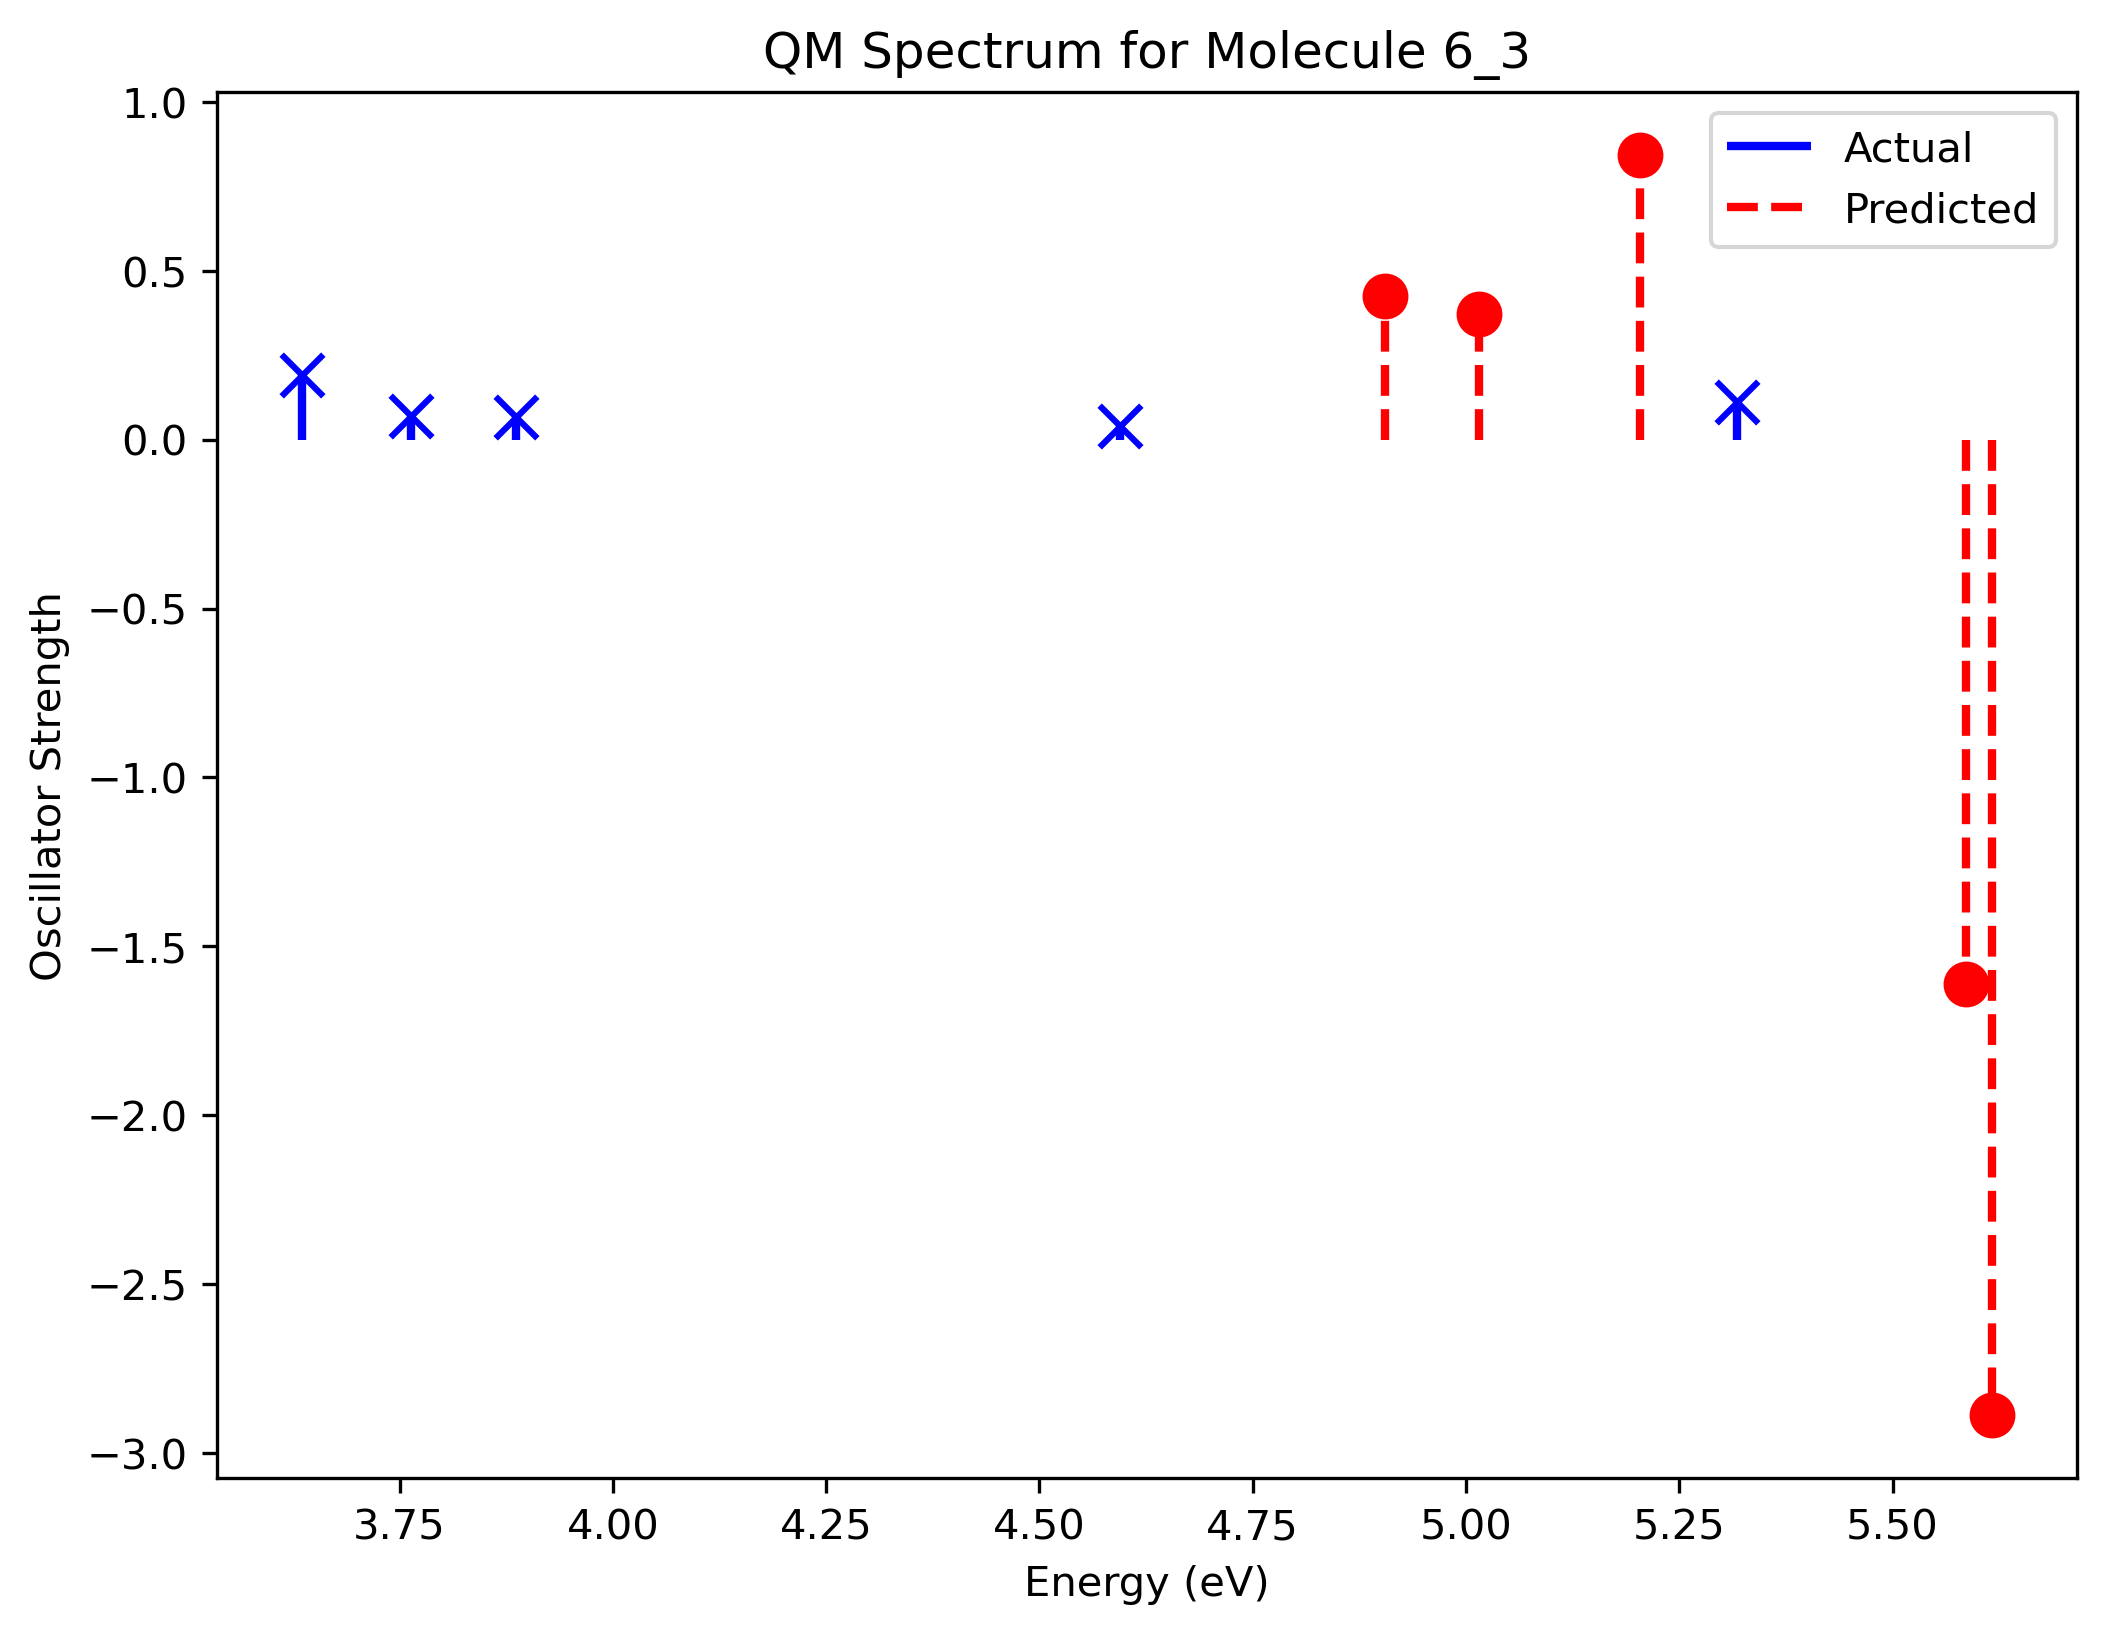 QM Spectrum for Molecule 6_3
Actual
Predicted
1.0
0.5
0.0
−0.5
−1.0
−1.5
−2.0
−2.5
−3.0
Oscillator Strength
3.75 4.00 4.25 4.50 4.75 5.00 5.25 5.50
Energy (eV)